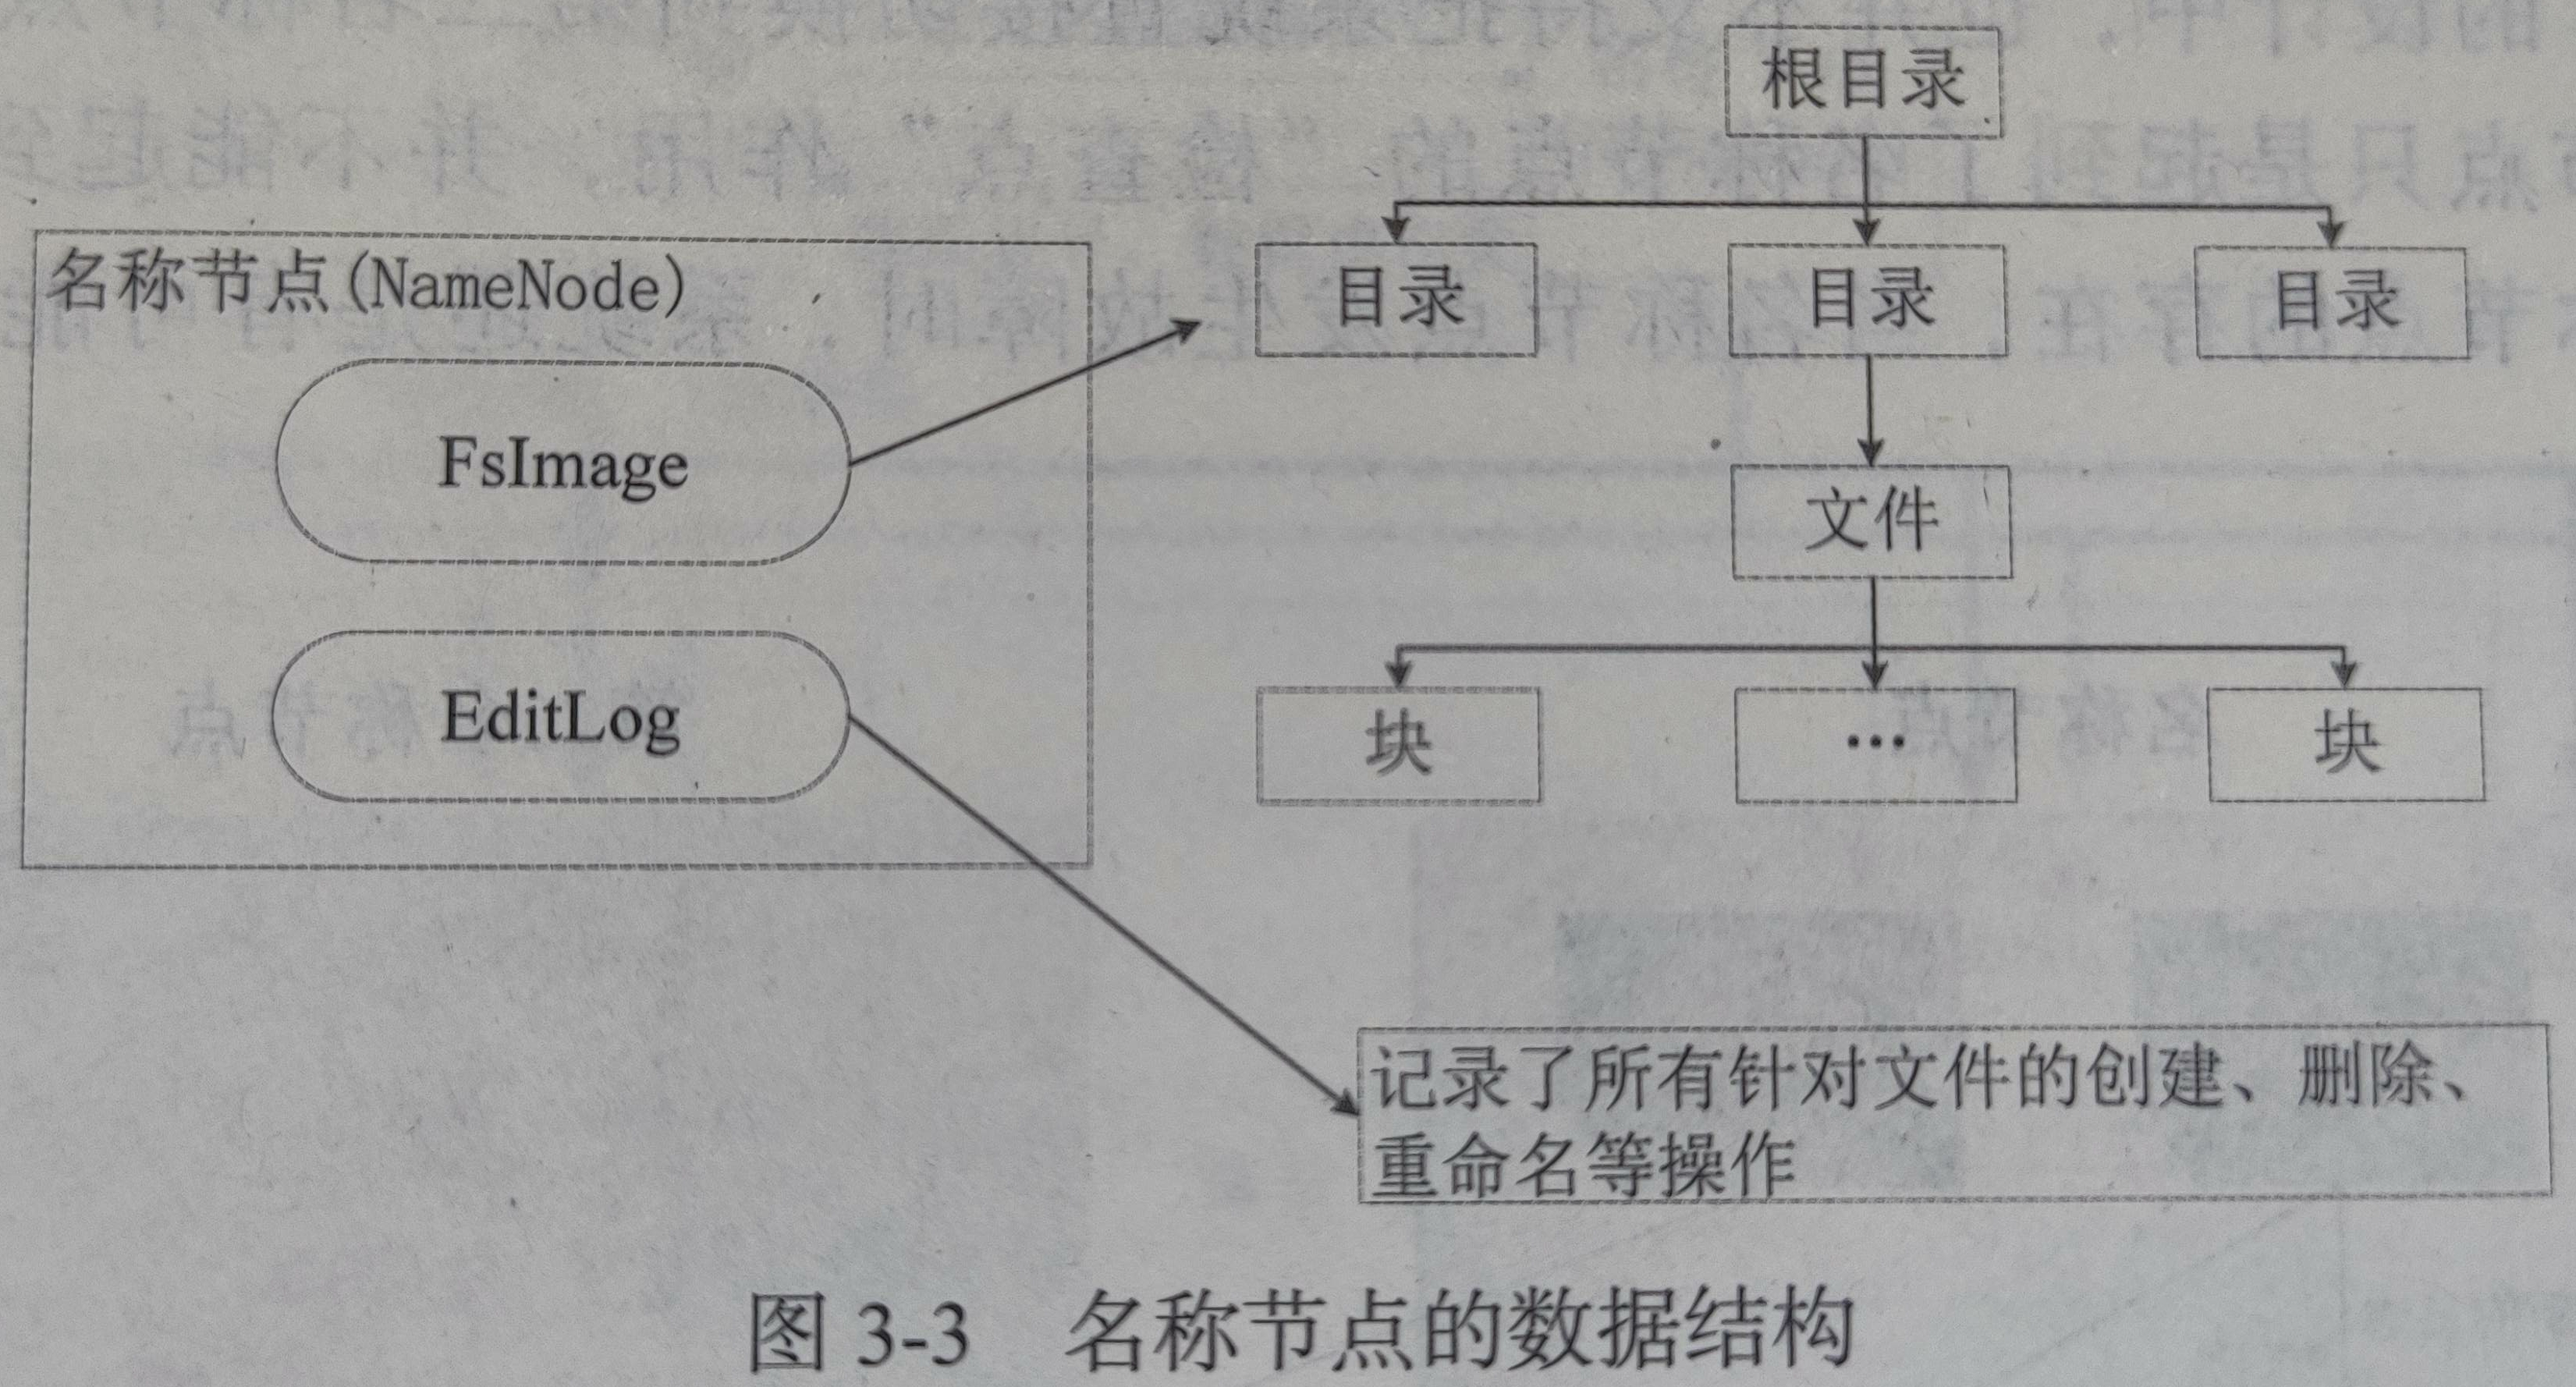 根目录
名称节点(NameNode)
目录
目录
目录
FsImage
文件
EditLog
块
…
块
记录了所有针对文件的创建、删除、
重命名等操作
图 3-3 名称节点的数据结构